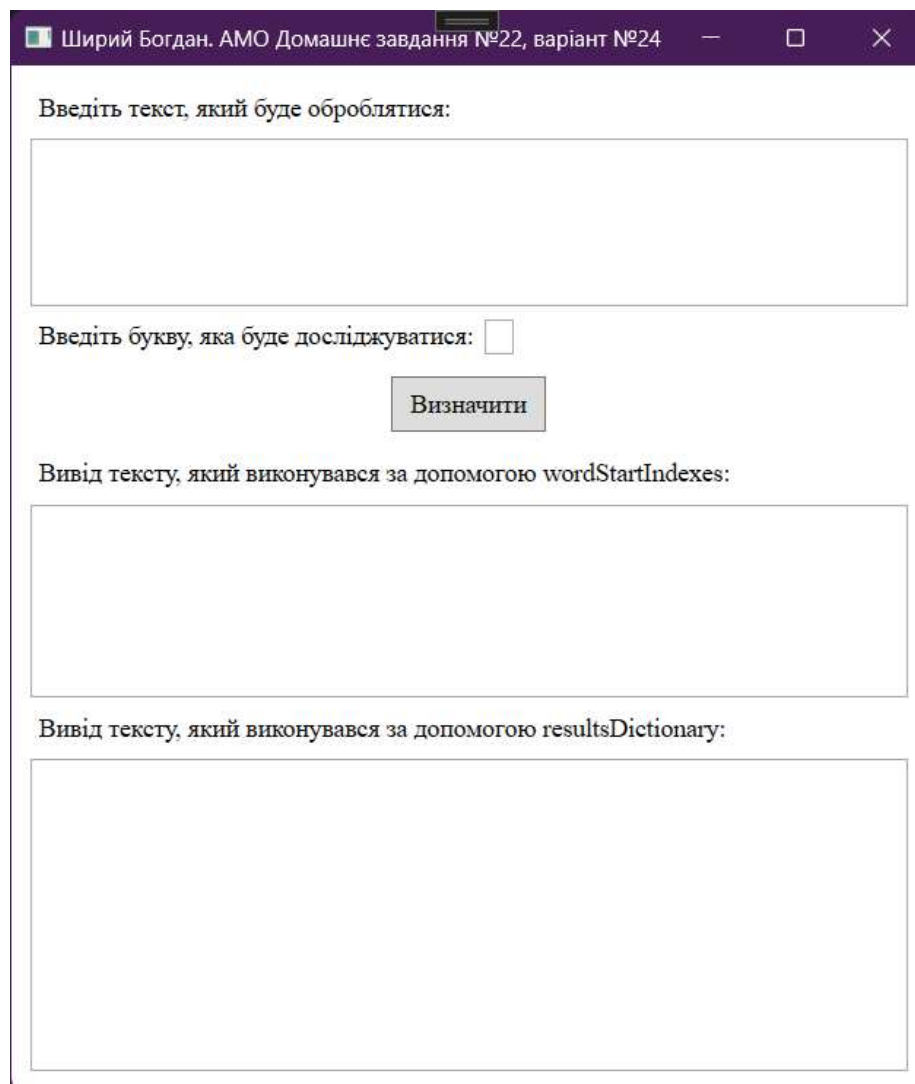 Ширий Богдан. АМО Домашнє завдання №22, варіант №24
Введіть текст, який буде оброблятися:
Введіть букву, яка буде досліджуватися:
Визначити
Вивід тексту, який виконувався за допомогою wordStartIndexes:
Вивід тексту, який виконувався за допомогою resultsDictionary: